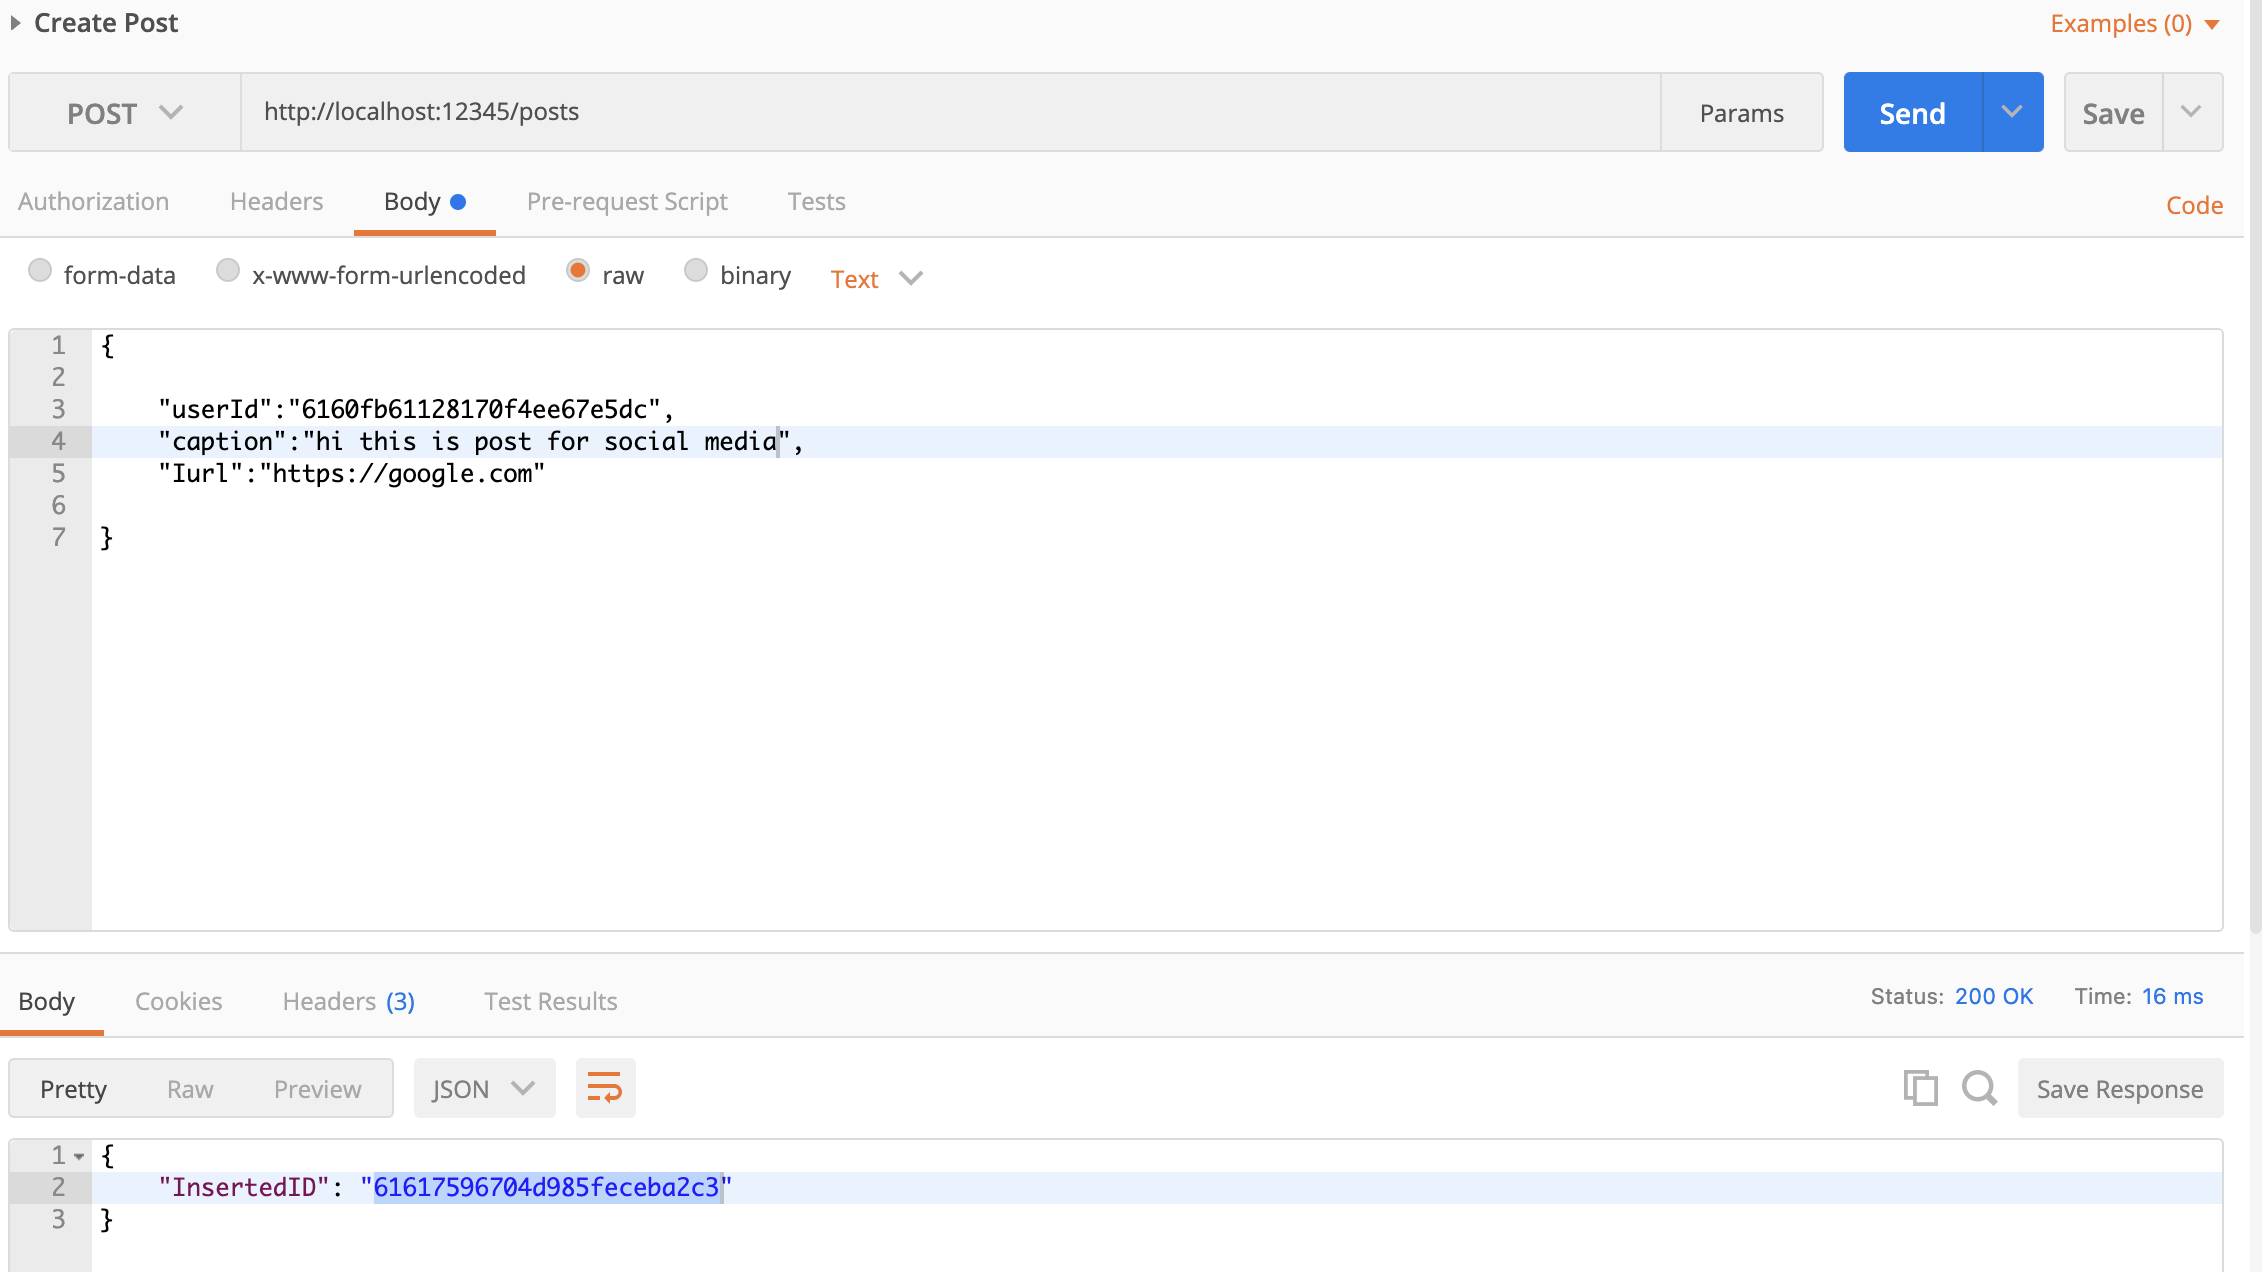 Create Post
Examples (0)
POST
http://localhost:12345/posts
Params
Send
Save
Authorization Headers Body Pre-request Script Tests
Code
form-data x-www-form-urlencoded raw binary Text
1 {
2
3 "userId":"6160fb61128170f4ee67e5dc",
4 "caption":"hi this is post for social media",
5 "Iurl":"https://google.com"
6
7 }
Body Cookies Headers (3) Test Results
Status: 200 OK Time: 16 ms
Pretty Raw Preview JSON
Save Response
1 {
2 "InsertedID": "61617596704d985feceba2c3"
3 }